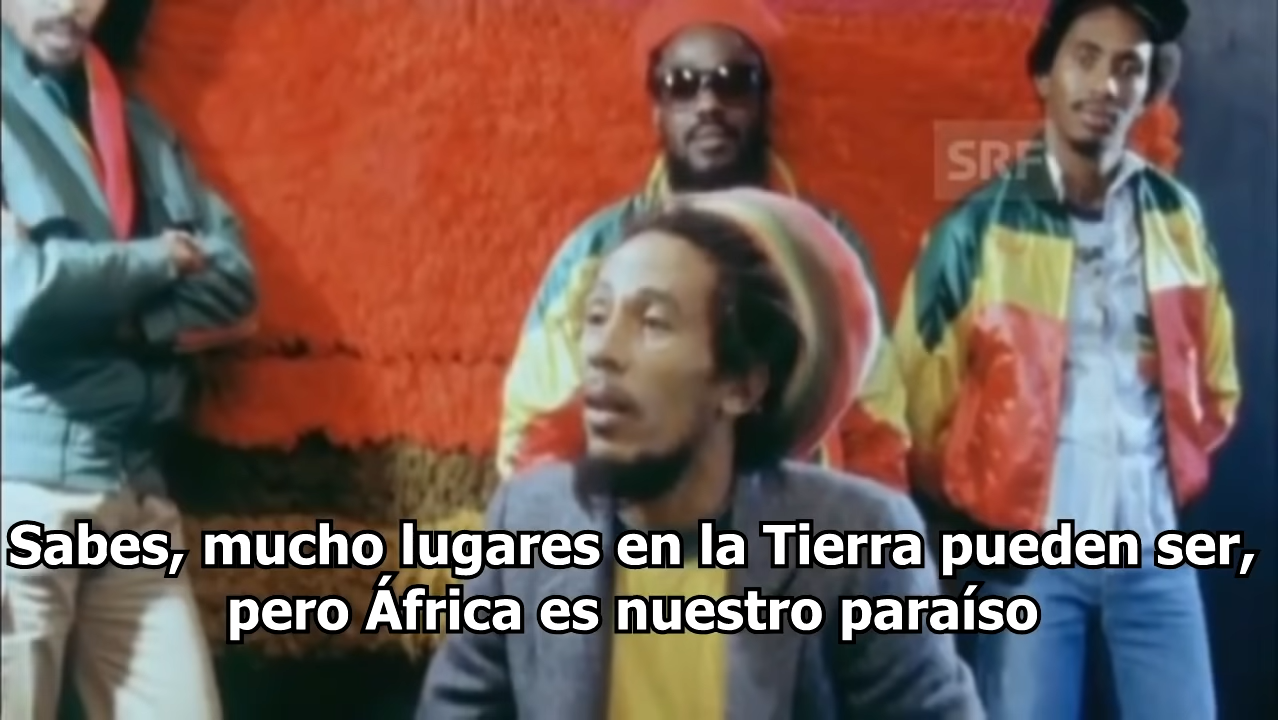 SRF
Sabes, mucho lugares en la Tierra pueden ser,
pero África es nuestro paraíso